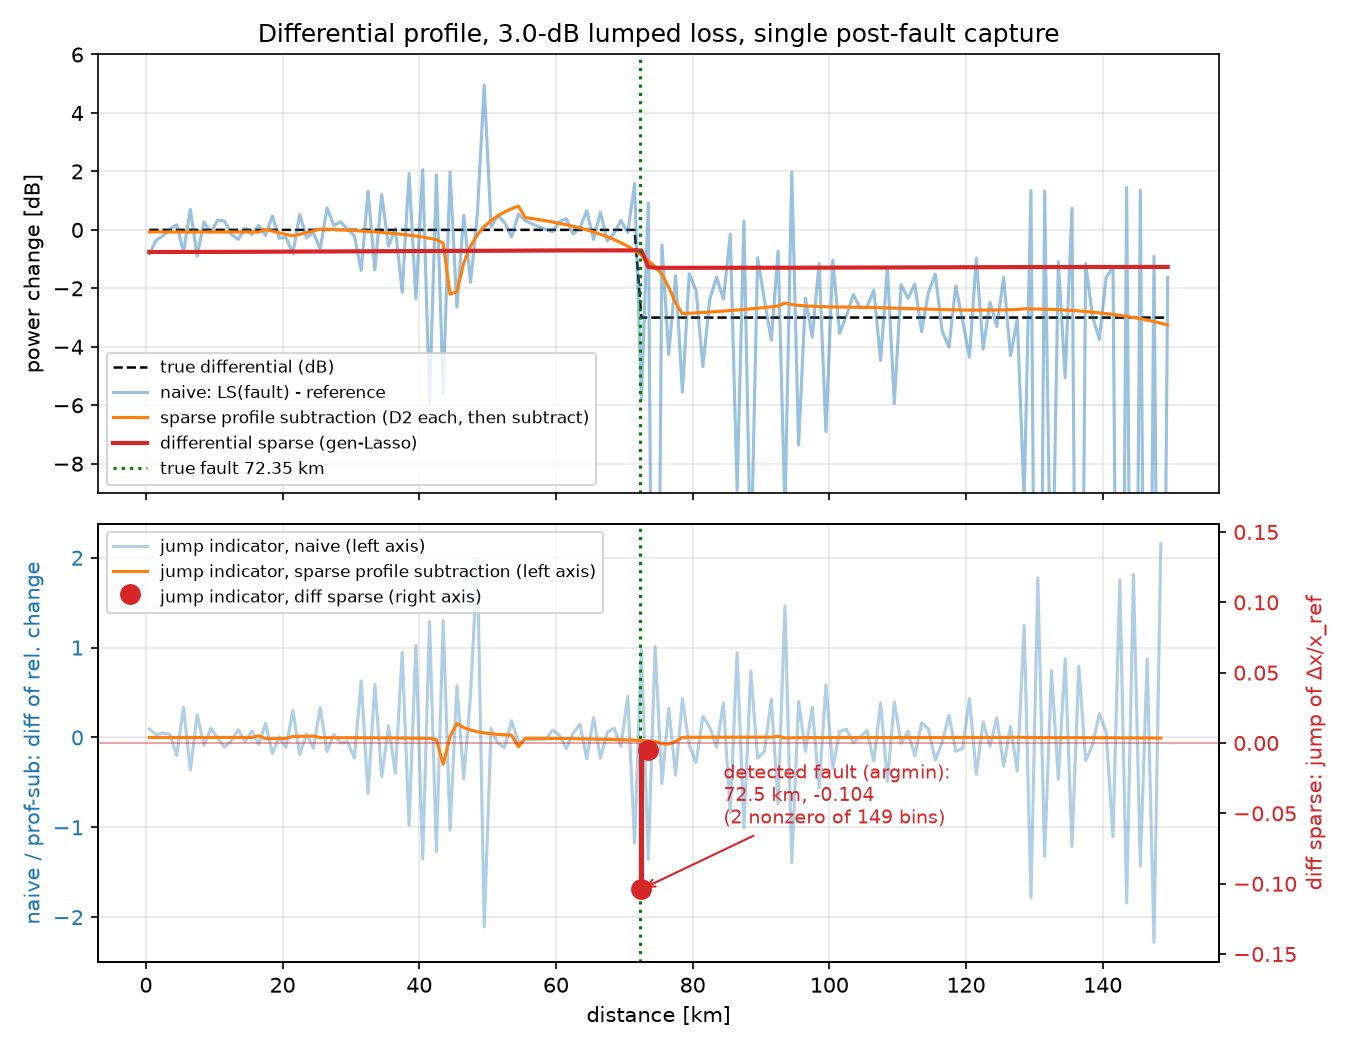 Differential profile, 3.0-dB lumped loss, single post-fault capture
power change [dB]
6
4
2
0
−2
−4
−6
−8
true differential (dB)
naive: LS(fault) - reference
sparse profile subtraction (D2 each, then subtract)
differential sparse (gen-Lasso)
true fault 72.35 km
naive / prof-sub: diff of rel. change
2
1
0
−1
−2
jump indicator, naive (left axis)
jump indicator, sparse profile subtraction (left axis)
jump indicator, diff sparse (right axis)
detected fault (argmin):
72.5 km, -0.104
(2 nonzero of 149 bins)
0.15
0.10
0.05
0.00
−0.05
−0.10
−0.15
diff sparse: jump of Δx/x_ref
0 20 40 60 80 100 120 140
distance [km]